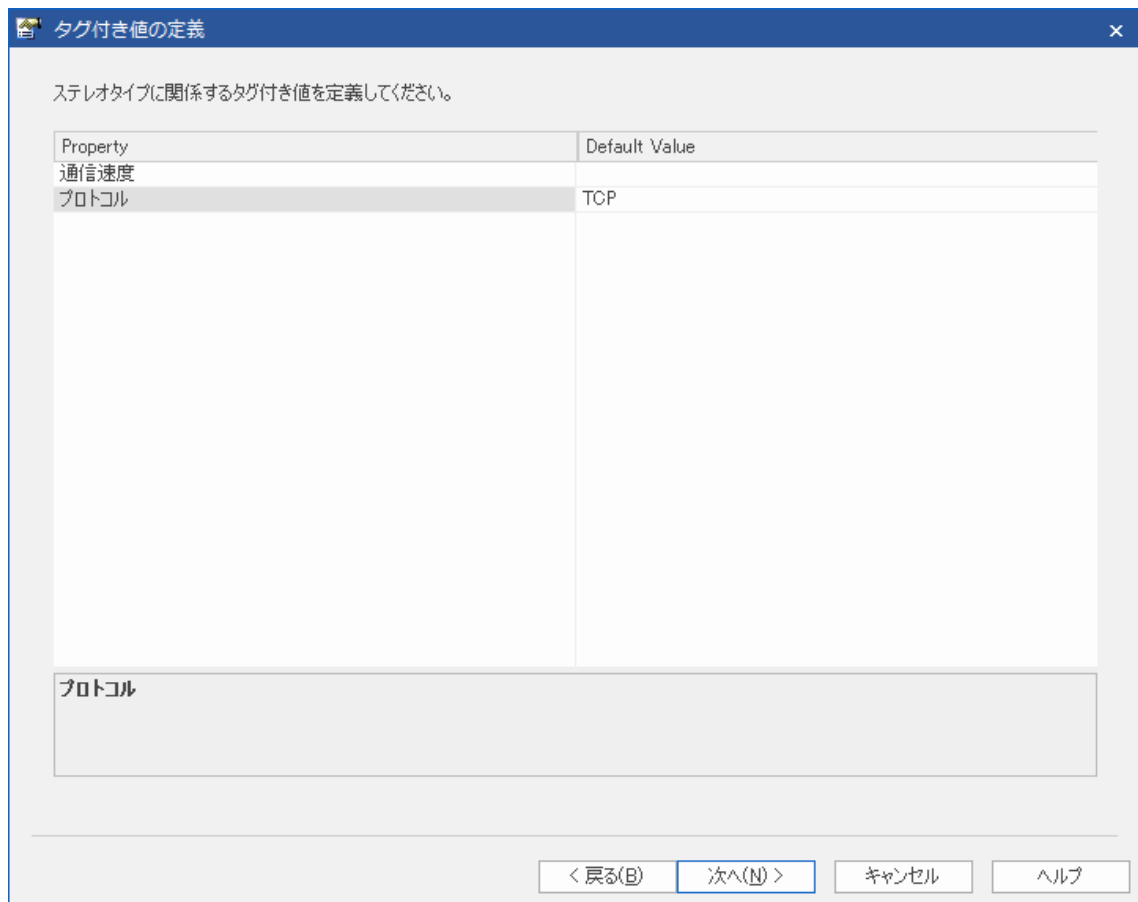 タグ付き値の定義
ステレオタイプに関係するタグ付き値を定義してください。
Property Default Value
通信速度
プロトコル TCP
プロトコル
< 戻る(B) 次へ(N) > キャンセル ヘルプ